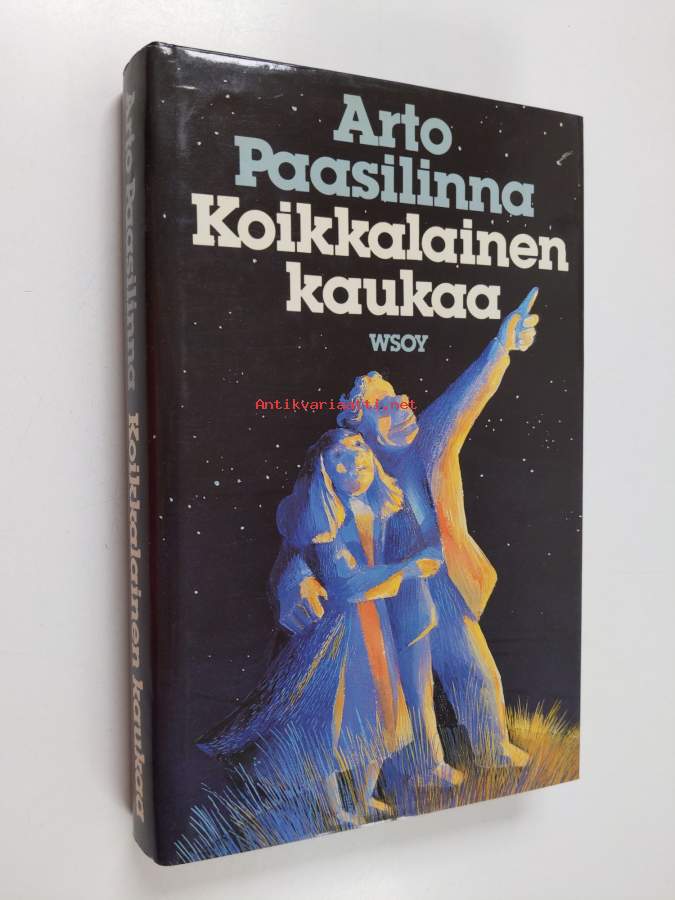 Arto
Paasilinna
Koikkalainen
kaukaa
WSOY
Antikvariaatti.net
Arto Paasilinna Koikkalainen kaukaa